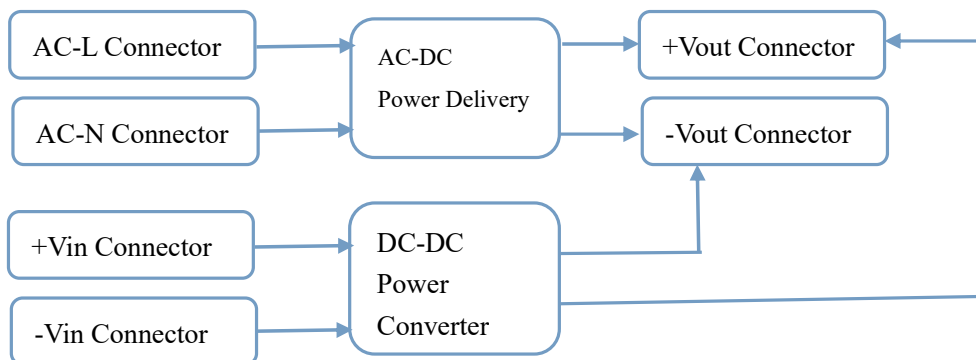 AC-L Connector
AC-DC
Power Delivery
+Vout Connector
AC-N Connector
-Vout Connector
+Vin Connector
DC-DC
Power
Converter
-Vin Connector